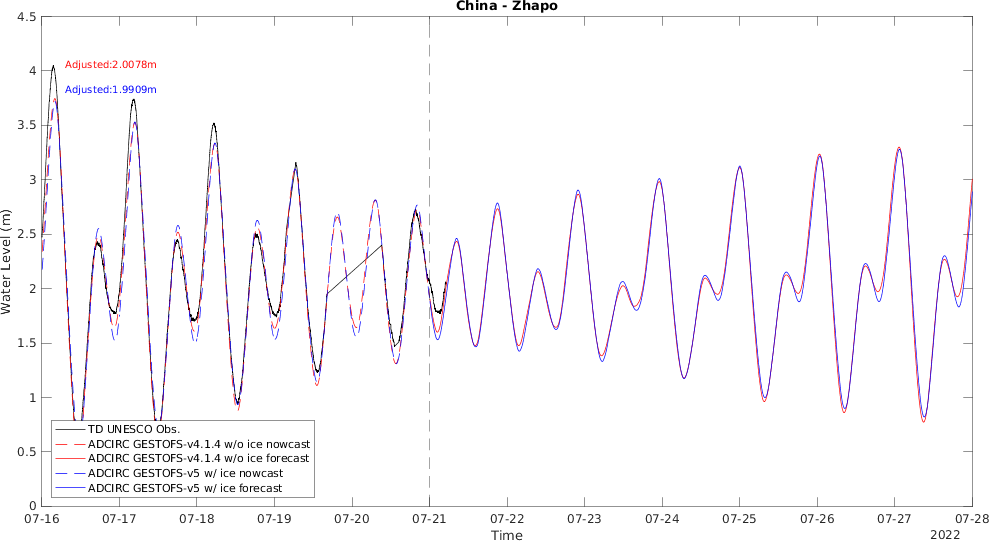 China - Zhapo
4.5
4
3.5
3
2.5
2
1.5
1
0.5
0
Water Level (m)
Adjusted:2.0078m
Adjusted:1.9909m
TD UNESCO Obs.
ADCIRC GESTOFS-v4.1.4 w/o ice nowcast
ADCIRC GESTOFS-v4.1.4 w/o ice forecast
ADCIRC GESTOFS-v5 w/ ice nowcast
ADCIRC GESTOFS-v5 w/ ice forecast
07-16 07-17 07-18 07-19 07-20 07-21 07-22 07-23 07-24 07-25 07-26 07-27 07-28
Time
2022